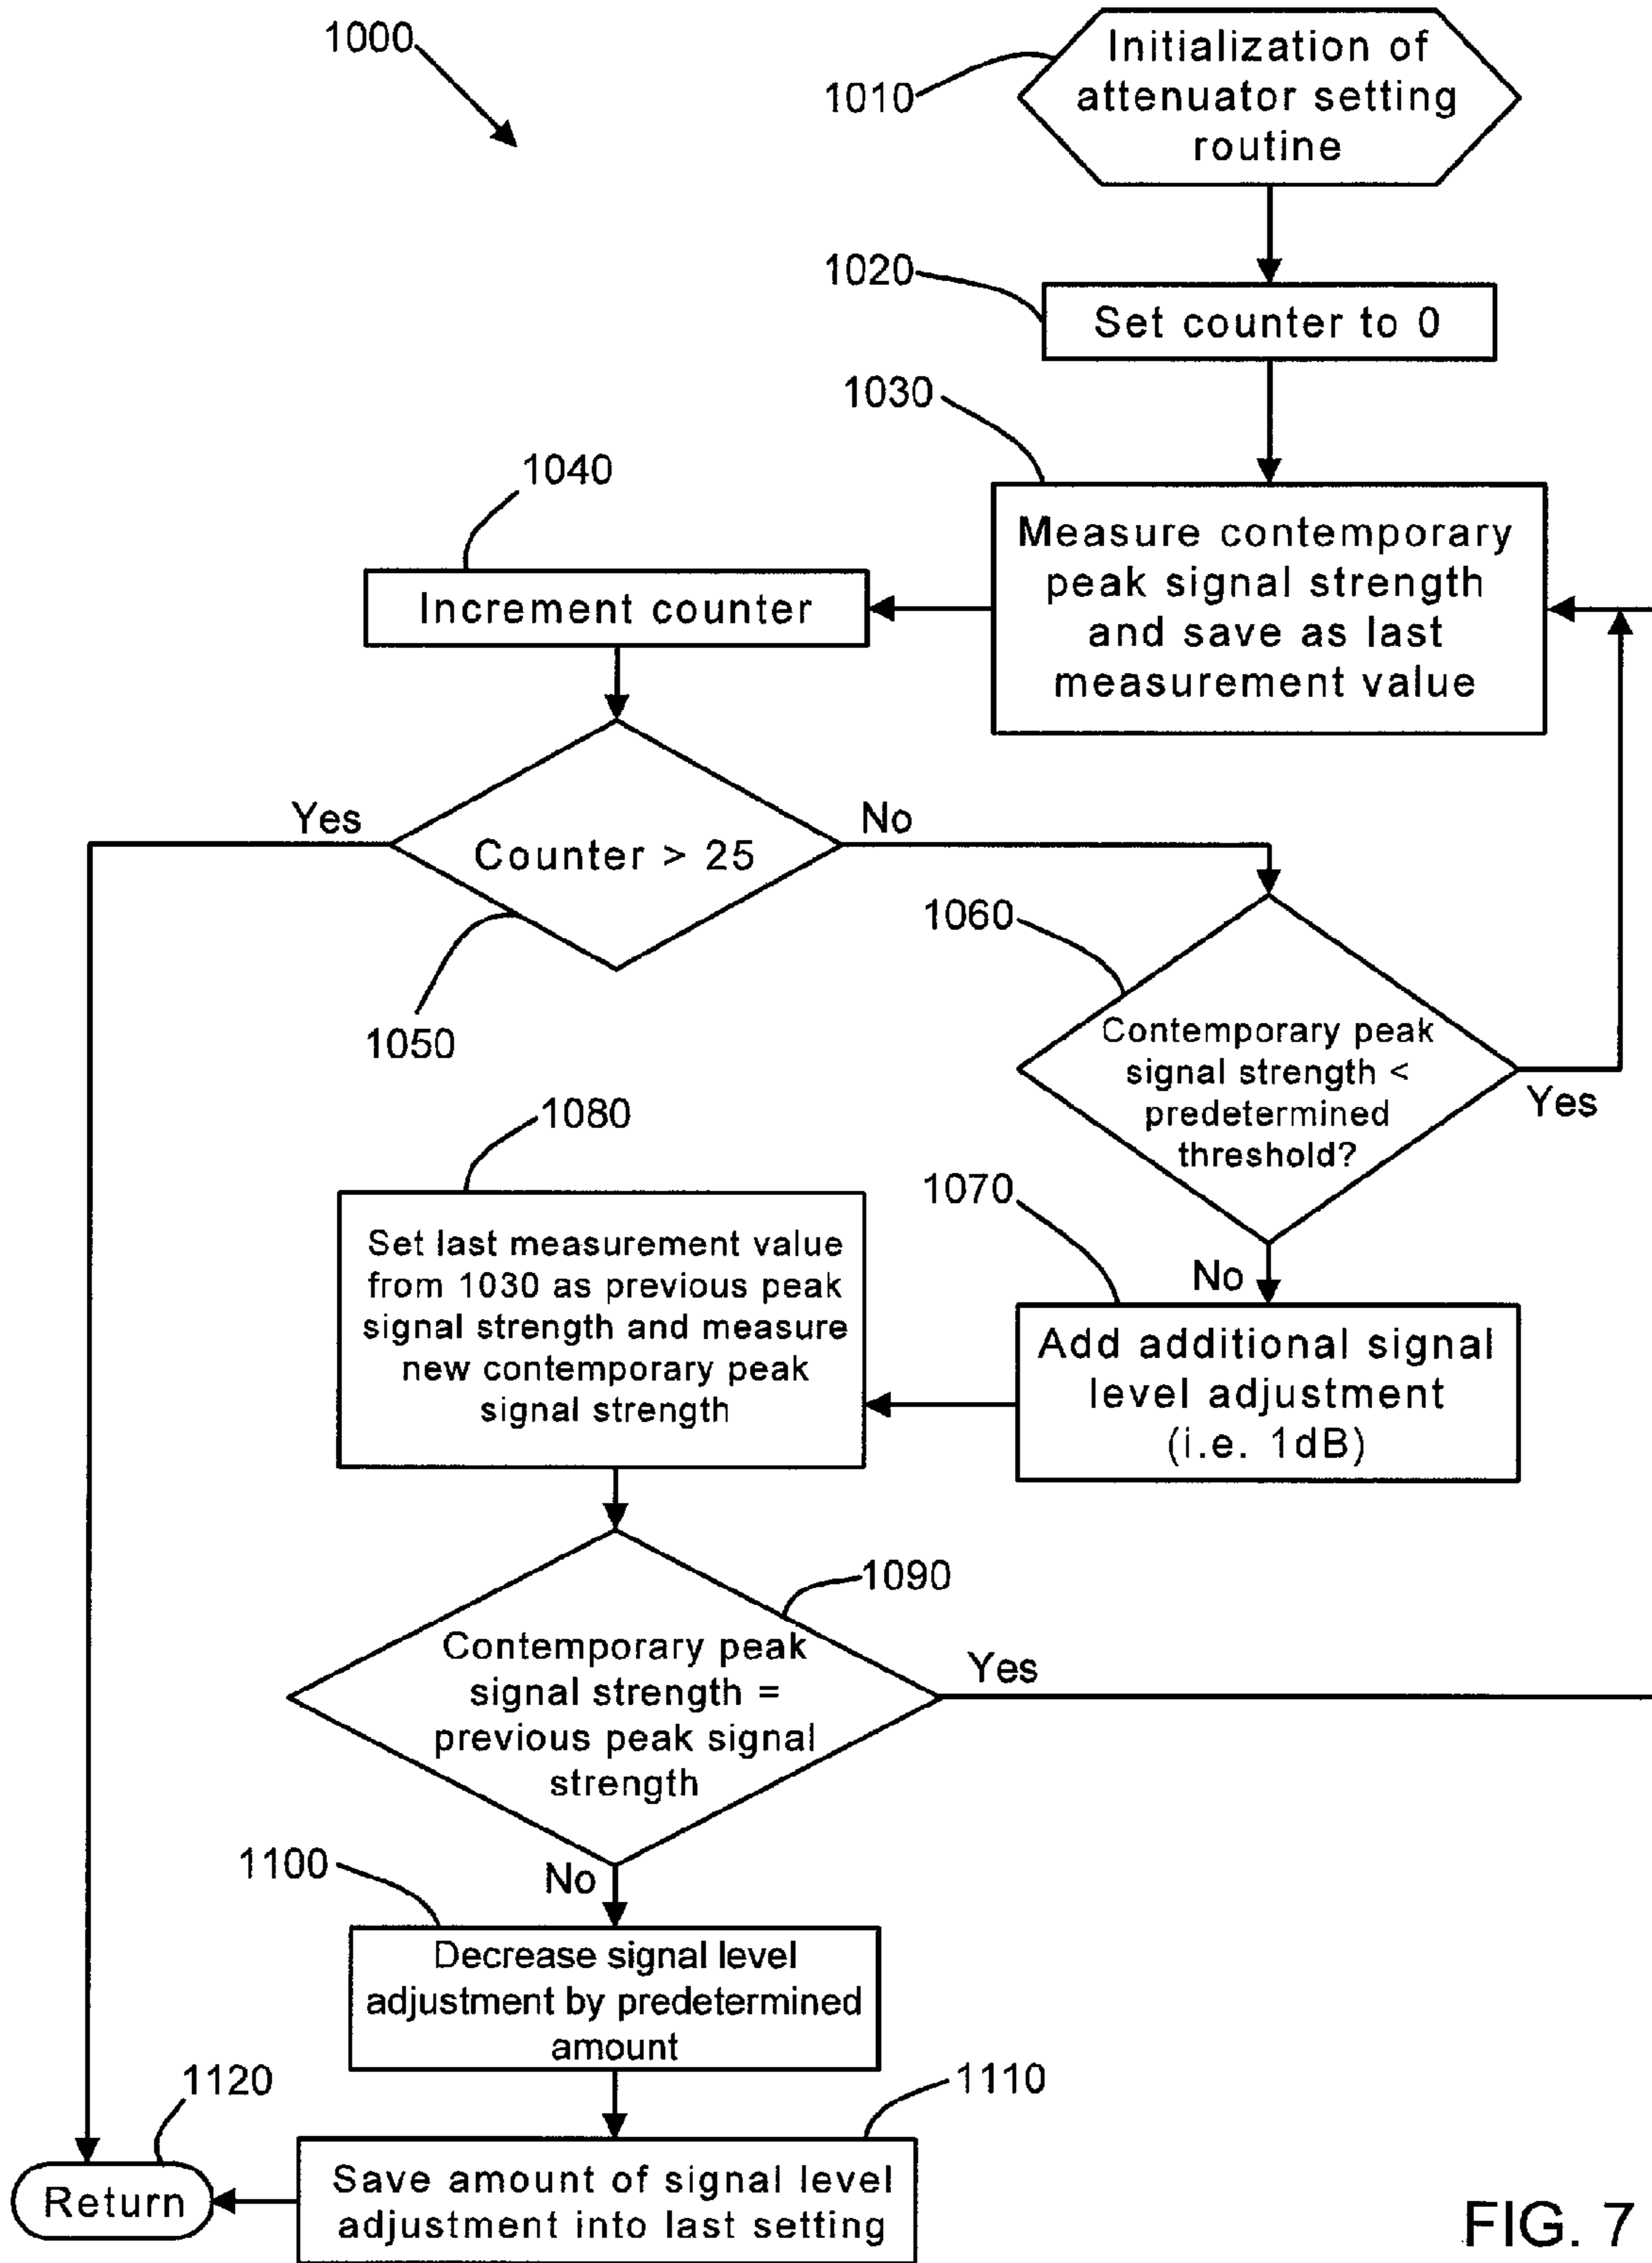 1000
1010
Initialization of
attenuator setting
routine
1020
Set counter to 0
1030
Measure contemporary
peak signal strength
and save as last
measurement value
1040
Increment counter
Yes
Counter > 25
No
1050
1060
Contemporary peak
signal strength <
predetermined
threshold?
Yes
No
1070
Add additional signal
level adjustment
(i.e. 1dB)
1080
Set last measurement value
from 1030 as previous peak
signal strength and measure
new contemporary peak
signal strength
1090
Contemporary peak
signal strength =
previous peak signal
strength
Yes
No
1100
Decrease signal level
adjustment by predetermined
amount
1110
Save amount of signal level
adjustment into last setting
1120
Return
FIG. 7